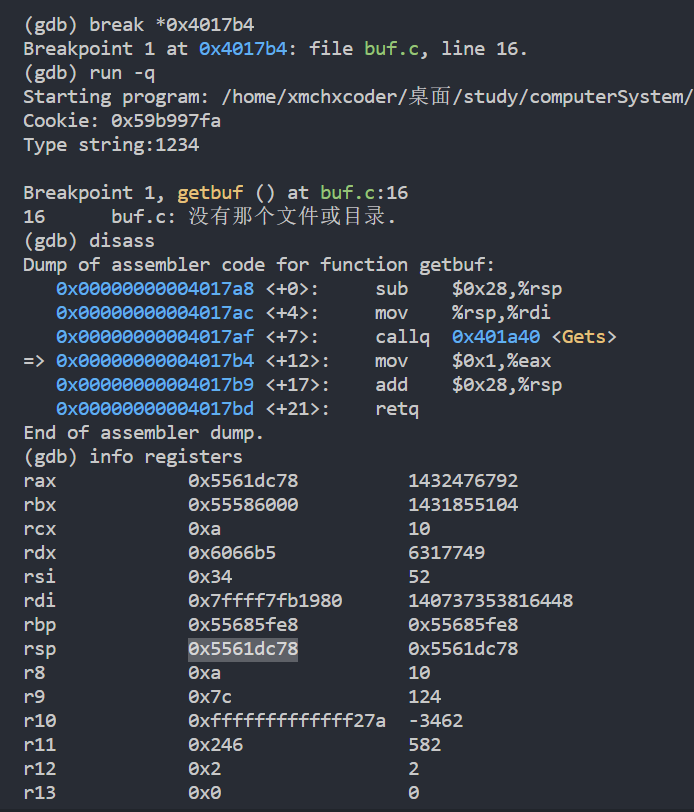 (gdb) break *0x4017b4
Breakpoint 1 at 0x4017b4: file buf.c, line 16.
(gdb) run -q
Starting program: /home/xmchxcoder/桌面/study/computerSystem/
Cookie: 0x59b997fa
Type string:1234
Breakpoint 1, getbuf () at buf.c:16
16 buf.c: 没有那个文件或目录.
(gdb) disass
Dump of assembler code for function getbuf:
0x00000000004017a8 <+0>: sub $0x28,%rsp
0x00000000004017ac <+4>: mov %rsp,%rdi
0x00000000004017af <+7>: callq 0x401a40 <Gets>
=> 0x00000000004017b4 <+12>: mov $0x1,%eax
0x00000000004017b9 <+17>: add $0x28,%rsp
0x00000000004017bd <+21>: retq
End of assembler dump.
(gdb) info registers
rax 0x5561dc78 1432476792
rbx 0x55586000 1431855104
rcx 0xa 10
rdx 0x6066b5 6317749
rsi 0x34 52
rdi 0x7ffff7fb1980 140737353816448
rbp 0x55685fe8 0x55685fe8
rsp 0x5561dc78 0x5561dc78
r8 0xa 10
r9 0x7c 124
r10 0xfffffffffffff27a -3462
r11 0x246 582
r12 0x2 2
r13 0x0 0